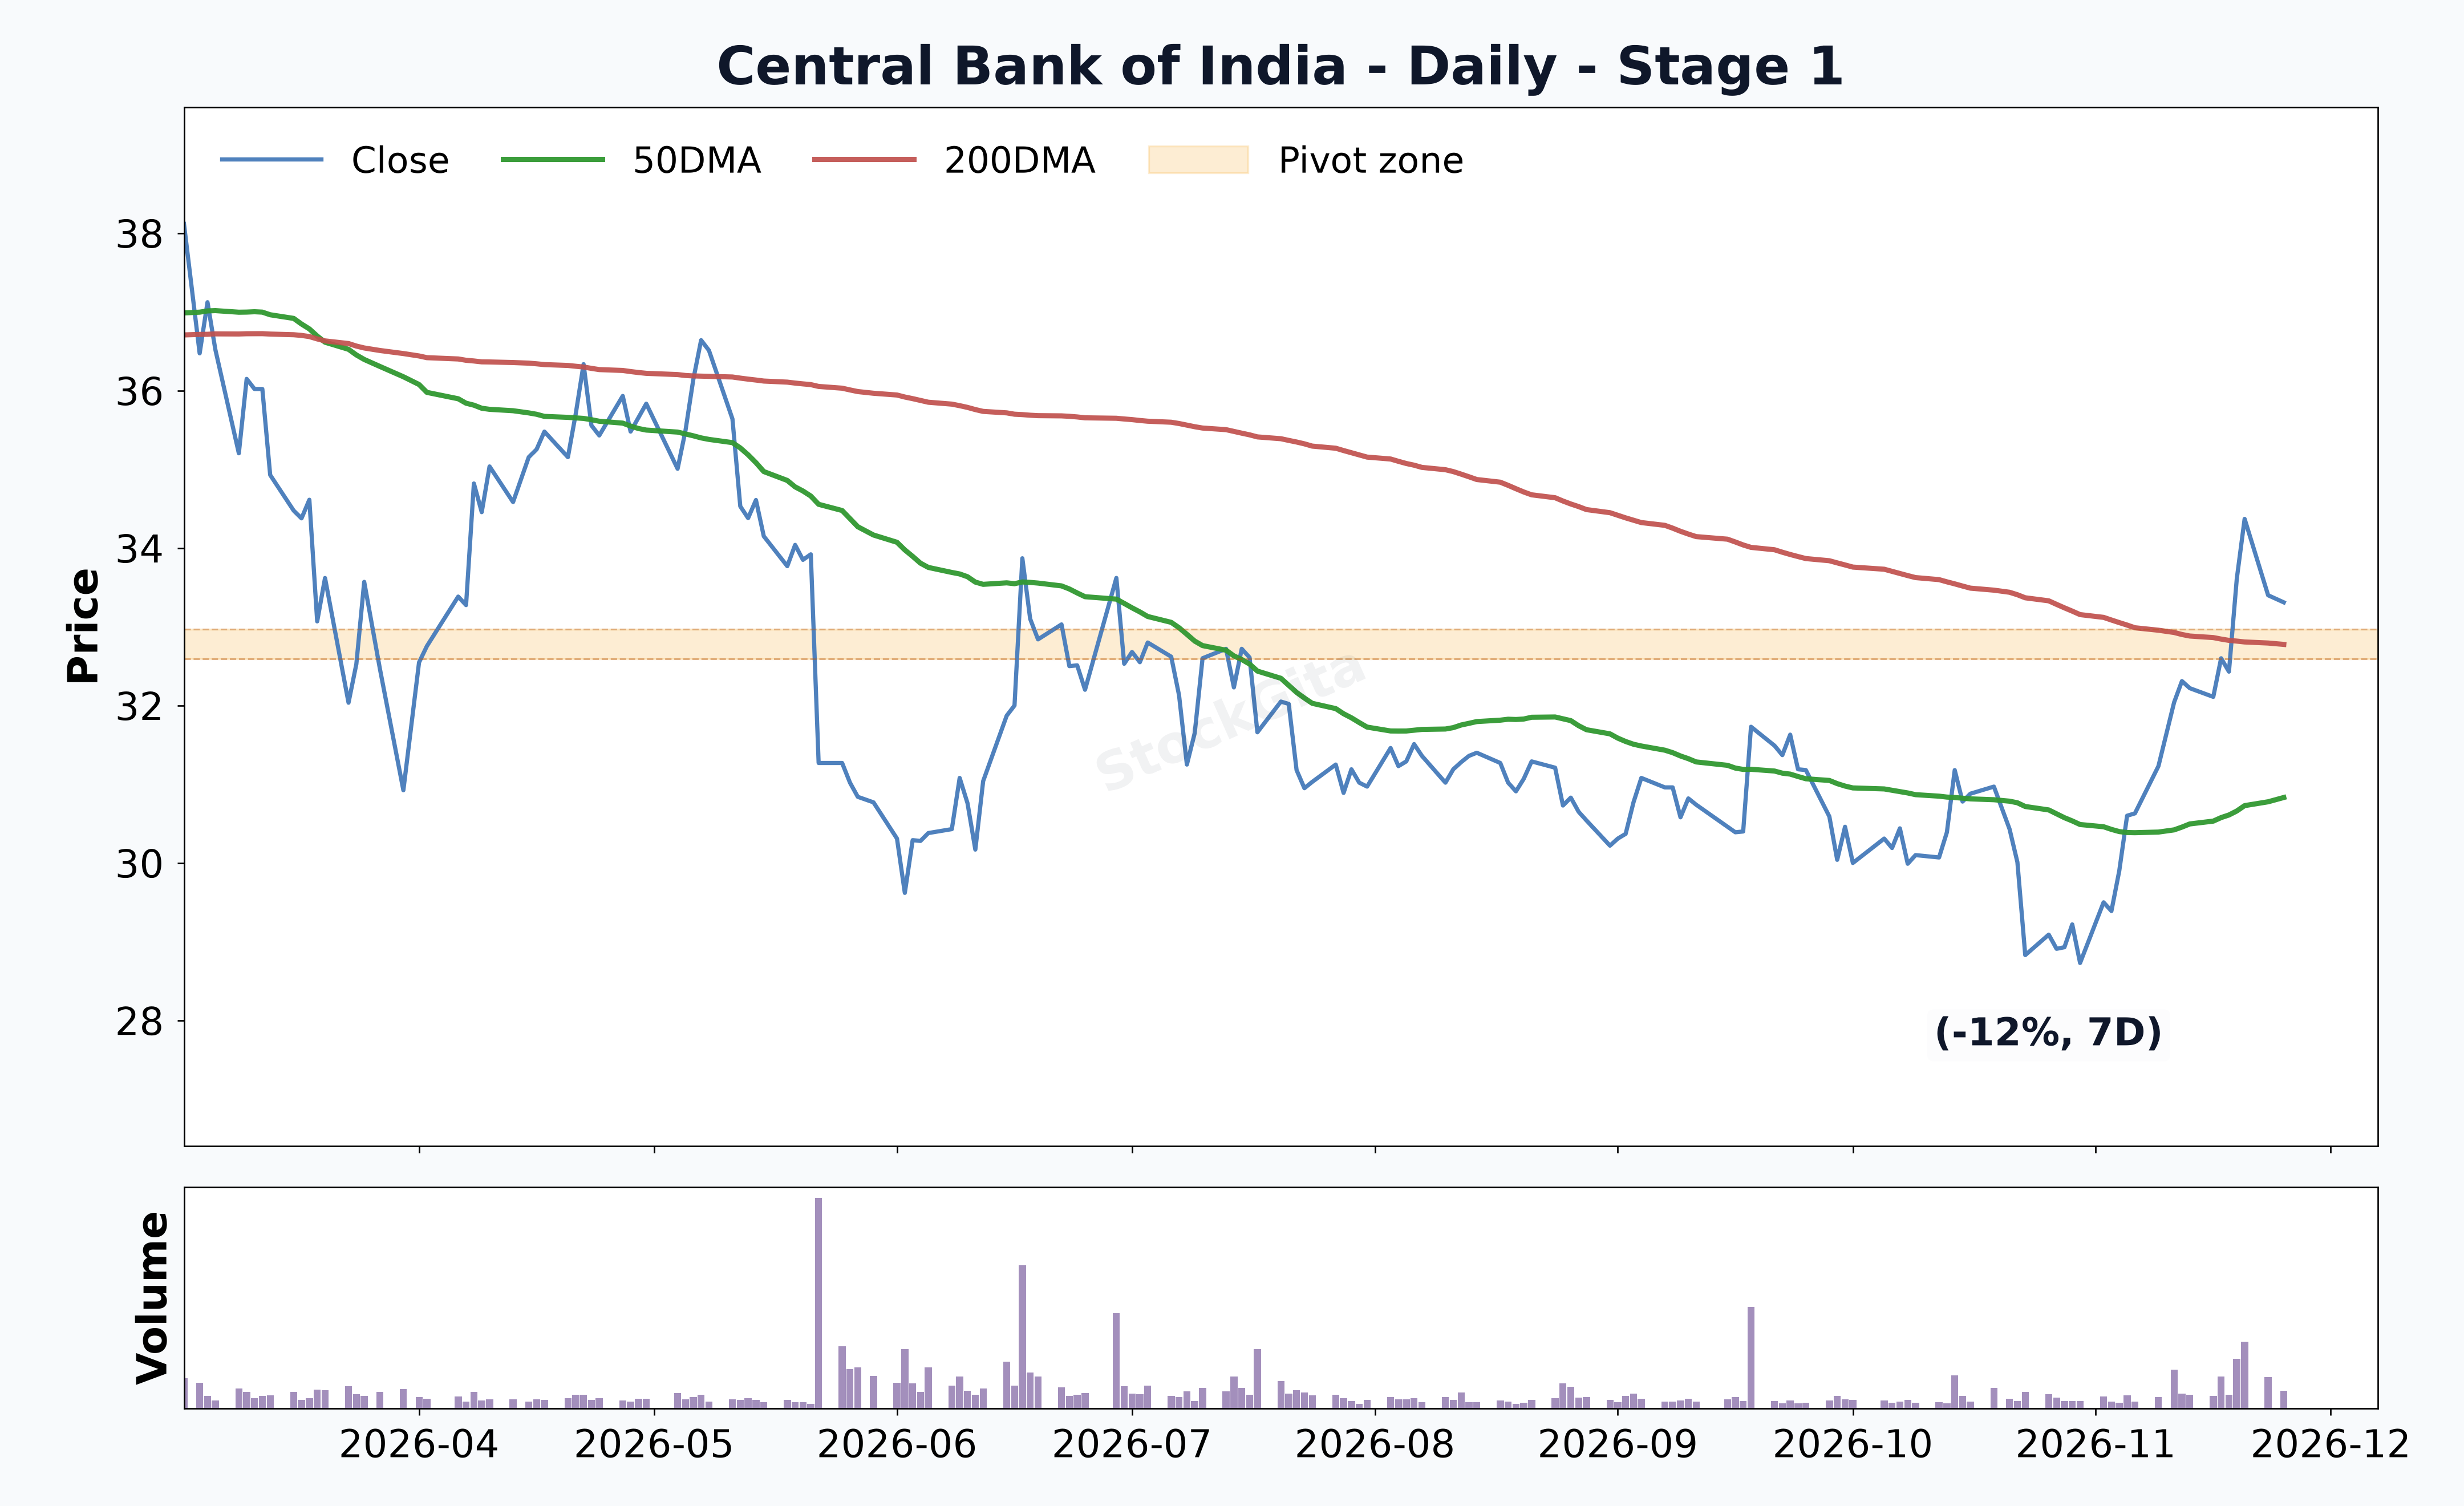 Central Bank of India - Daily - Stage 1
Close 50DMA 200DMA Pivot zone
38
36
34
32
30
28
Price
StockGita
(-12%, 7D)
Volume
2026-04 2026-05 2026-06 2026-07 2026-08 2026-09 2026-10 2026-11 2026-12